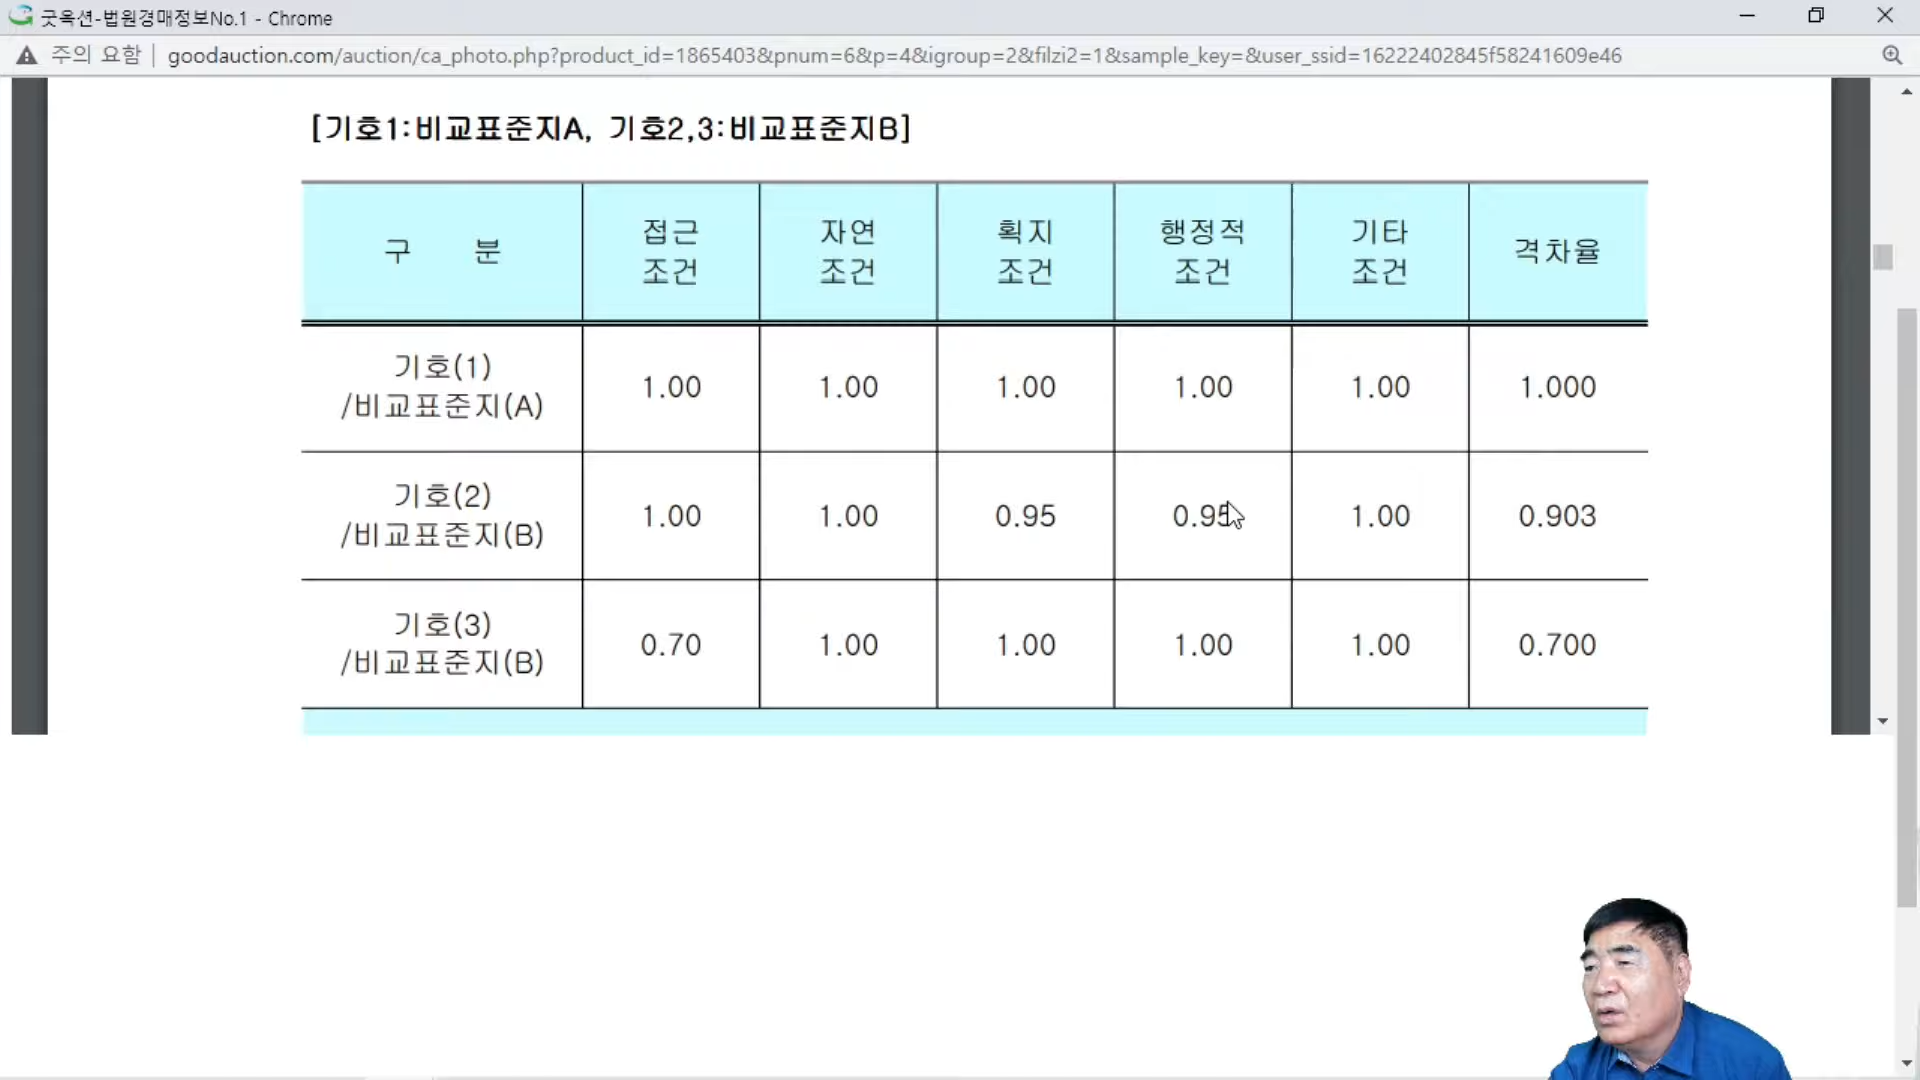 굿옥션-법원경매정보No.1 - Chrome
주의 요함 | goodauction.com/auction/ca_photo.php?product_id=1865403&pnum=6&p=4&igroup=2&filzi2=1&sample_key=&user_ssid=16222402845f58241609e46
[기호1:비교표준지A, 기호2,3:비교표준지B]
구 분 접근 조건 자연 조건 획지 조건 행정적 조건 기타 조건 격차율
기호(1)
/비교표준지(A) 1.00 1.00 1.00 1.00 1.00 1.000
기호(2)
/비교표준지(B) 1.00 1.00 0.95 0.95 1.00 0.903
기호(3)
/비교표준지(B) 0.70 1.00 1.00 1.00 1.00 0.700